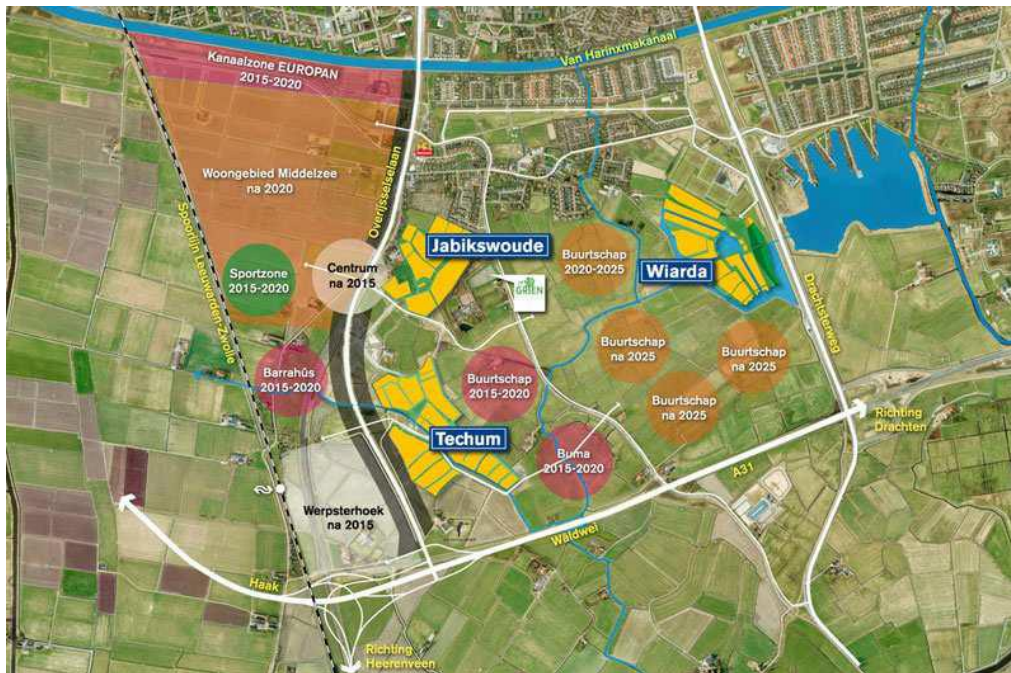 Kanaalzone EUROPAN
2015-2020
Van Harinxmakanaal
Woongebied Middelzee
na 2020
Overijsselselaan
Spoorlijn Leeuwarden-Zwolle
Jabikswoude
Buurtschap
2020-2025
Wiarda
Sportzone
2015-2020
Centrum
na 2015
GRIEN
Drachtsterweg
Buurtschap
na 2025
Buurtschap
na 2025
Barrahûs
2015-2020
Buurtschap
2015-2020
Buurtschap
na 2025
Richting
Drachten
Techum
Buma
2015-2020
A31
Werpsterhoek
na 2015
Wâldwei
Haak
Richting
Heerenveen